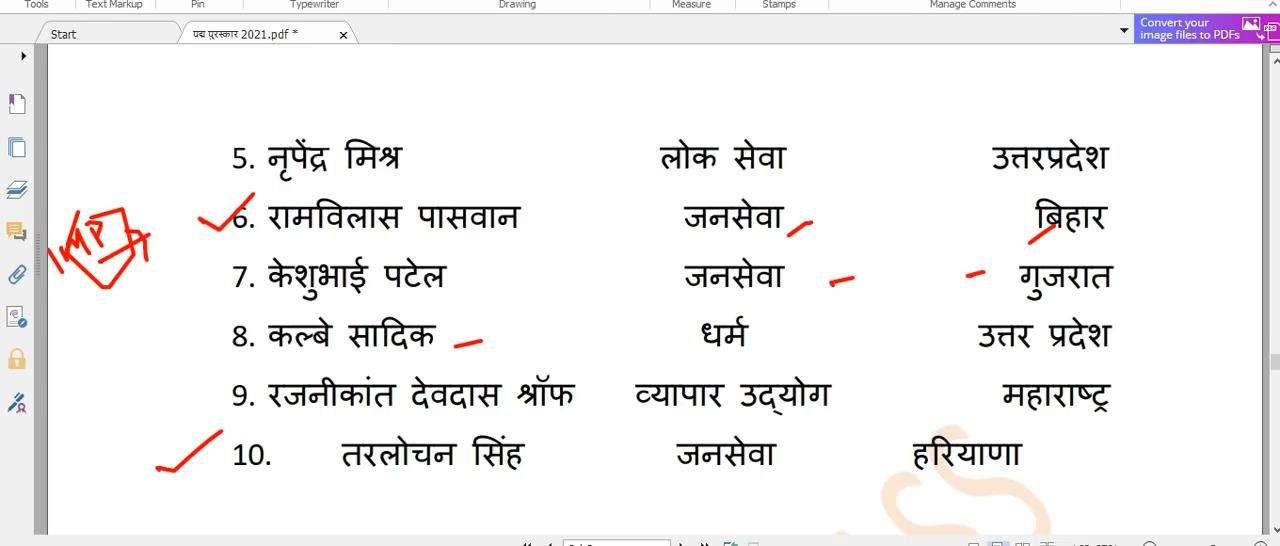 Tools Text Markup Pin Typewriter Drawing Measure Stamps Manage Comments
Start पद्म पुरस्कार 2021.pdf * Convert your
image files to PDFs
5. नृपेंद्र मिश्र लोक सेवा उत्तरप्रदेश
6. रामविलास पासवान जनसेवा बिहार
IMP
7. केशुभाई पटेल जनसेवा गुजरात
8. कल्बे सादिक धर्म उत्तर प्रदेश
9. रजनीकांत देवदास श्रॉफ व्यापार उद्योग महाराष्ट्र
10. तरलोचन सिंह जनसेवा हरियाणा